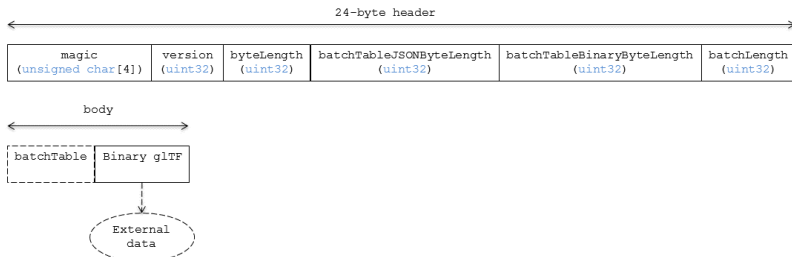 24-byte header
magic version byteLength batchTableJSONByteLength batchTableBinaryByteLength batchLength
(unsigned char[4]) (uint32) (uint32) (uint32) (uint32) (uint32)
body
batchTable Binary glTF
External
data